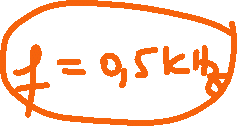 f = 0,5 kHz